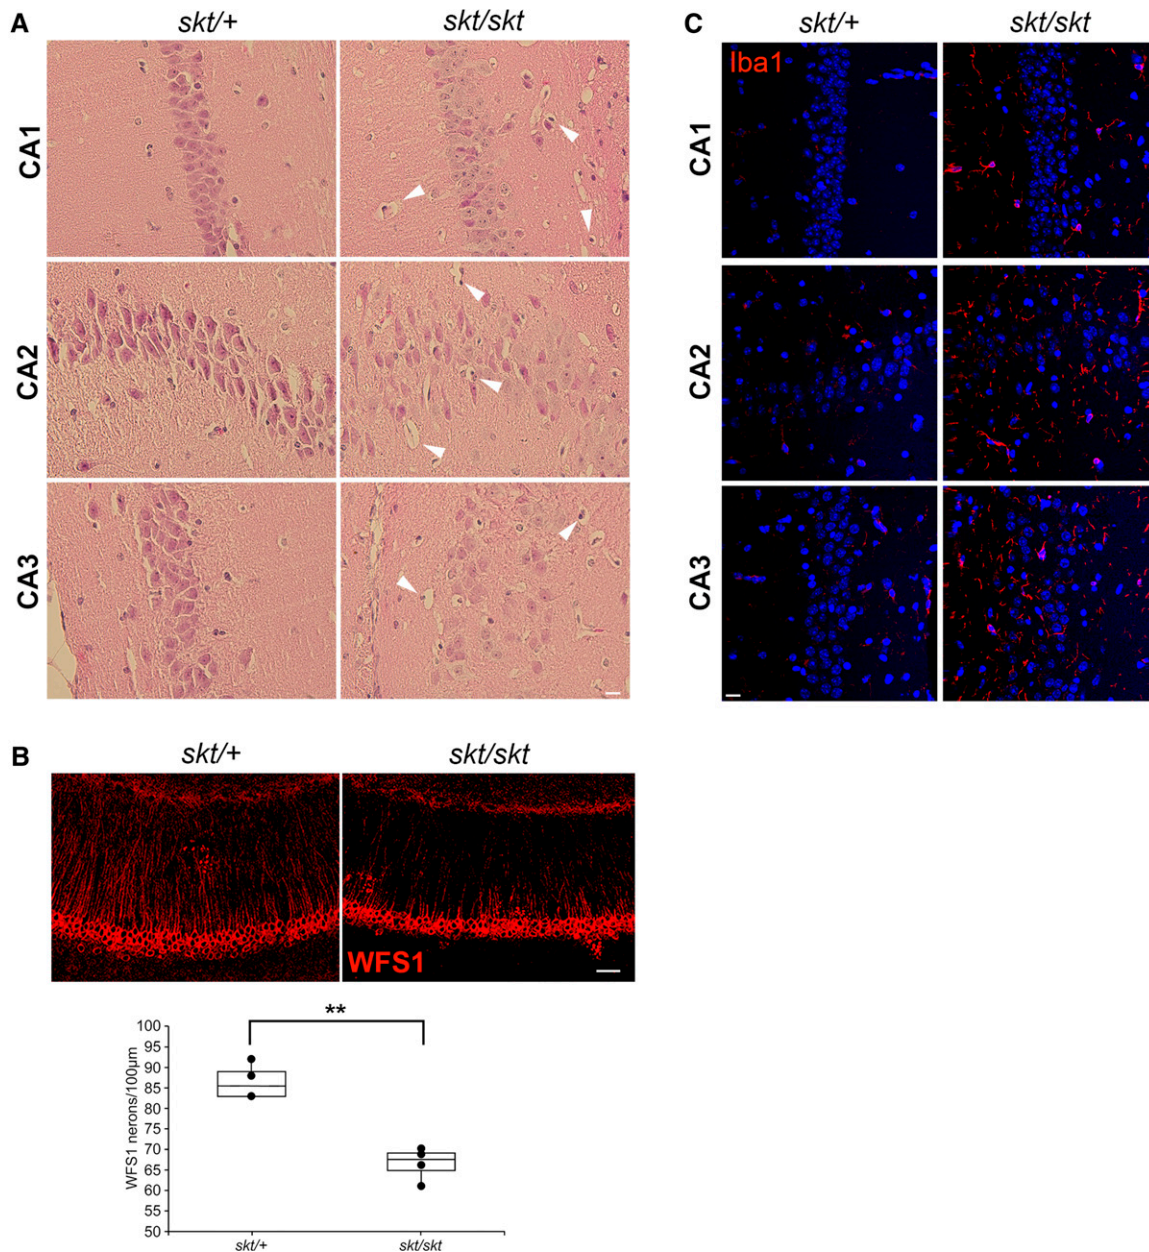 A
skt/+
skt/skt
CA1
CA2
CA3
B
skt/+
skt/skt
WFS1
**
WFS1 nerons/100µm
100
95
90
85
80
75
70
65
60
55
50
skt/+
skt/skt
C
skt/+
skt/skt
Iba1
CA1
CA2
CA3